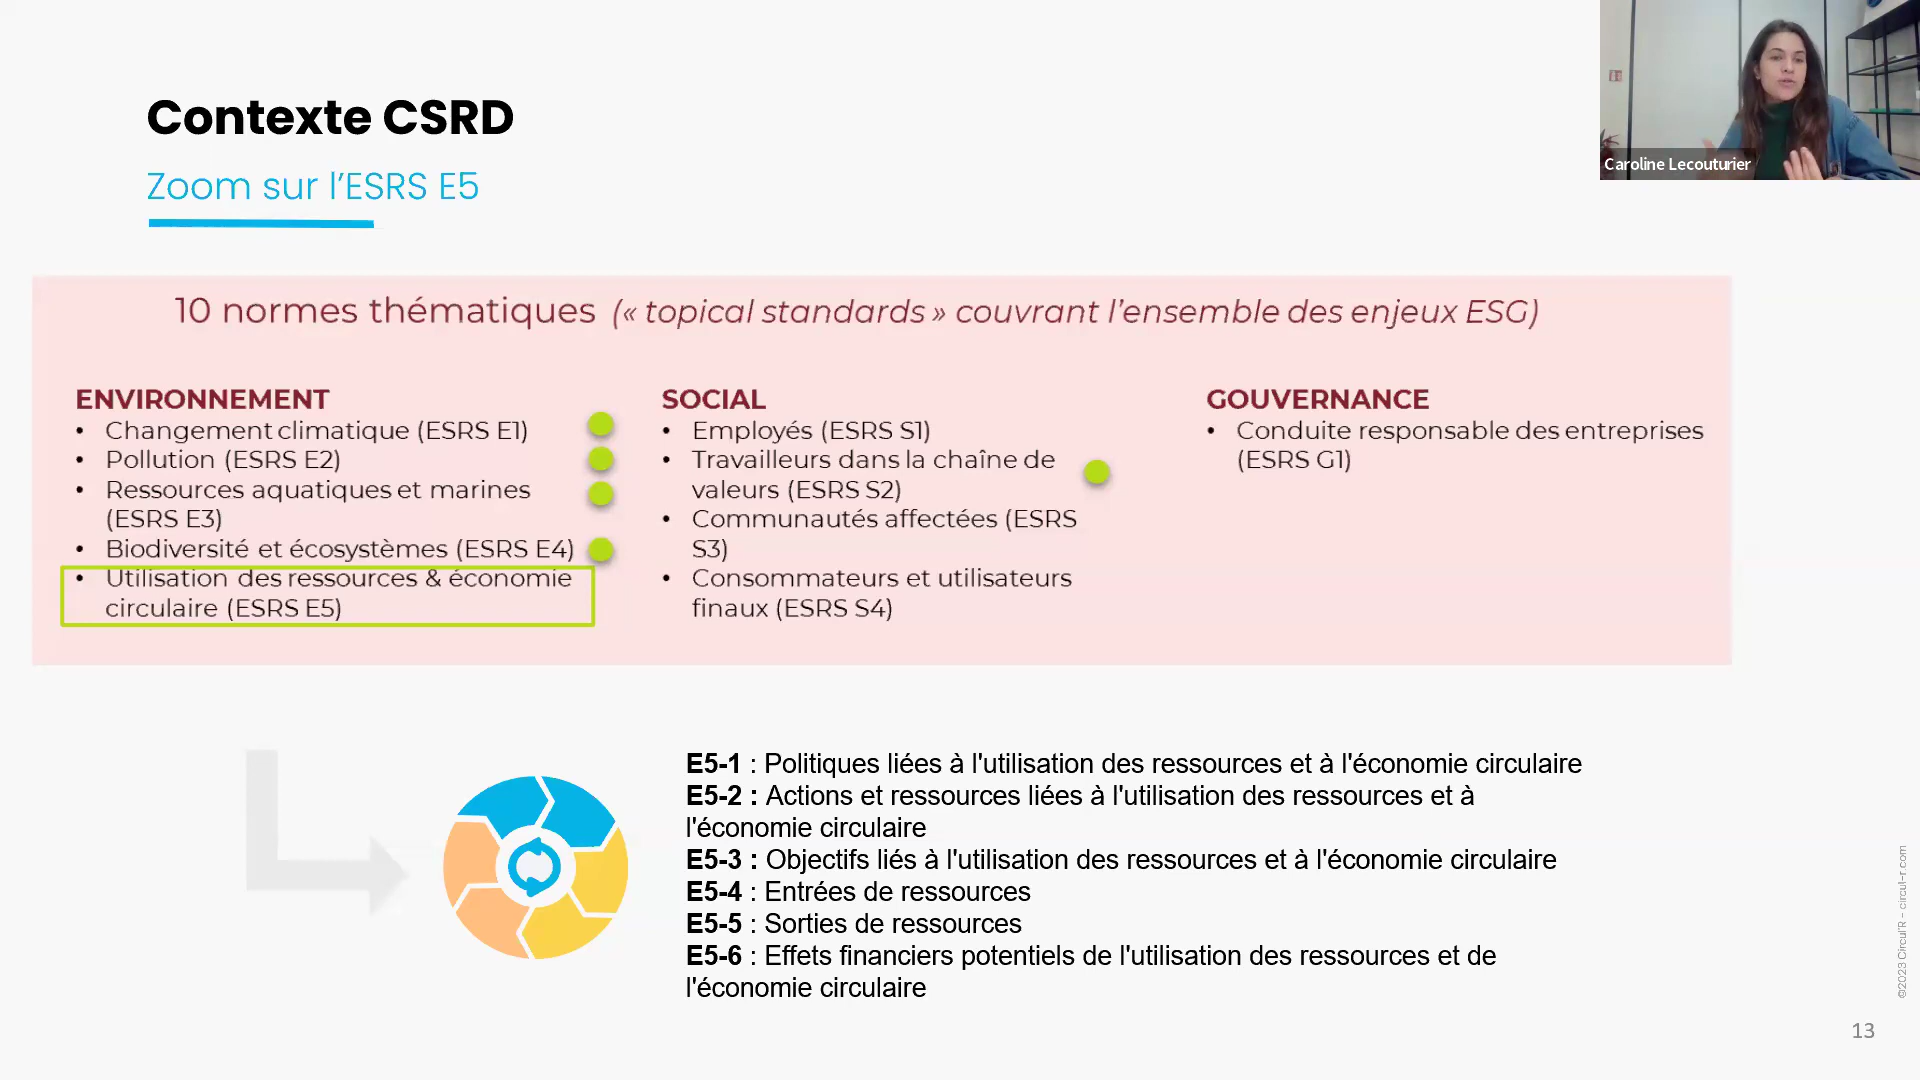 Contexte CSRD
Zoom sur l’ESRS E5
Caroline Lecouturier
10 normes thématiques (« topical standards » couvrant l’ensemble des enjeux ESG)
ENVIRONNEMENT
• Changement climatique (ESRS E1)
• Pollution (ESRS E2)
• Ressources aquatiques et marines
(ESRS E3)
• Biodiversité et écosystèmes (ESRS E4)
• Utilisation des ressources & économie
circulaire (ESRS E5)
SOCIAL
• Employés (ESRS S1)
• Travailleurs dans la chaîne de
valeurs (ESRS S2)
• Communautés affectées (ESRS
S3)
• Consommateurs et utilisateurs
finaux (ESRS S4)
GOUVERNANCE
• Conduite responsable des entreprises
(ESRS G1)
E5-1 : Politiques liées à l'utilisation des ressources et à l'économie circulaire
E5-2 : Actions et ressources liées à l'utilisation des ressources et à
l'économie circulaire
E5-3 : Objectifs liés à l'utilisation des ressources et à l'économie circulaire
E5-4 : Entrées de ressources
E5-5 : Sorties de ressources
E5-6 : Effets financiers potentiels de l'utilisation des ressources et de
l'économie circulaire
©2023 Circul'R - circul-r.com
13